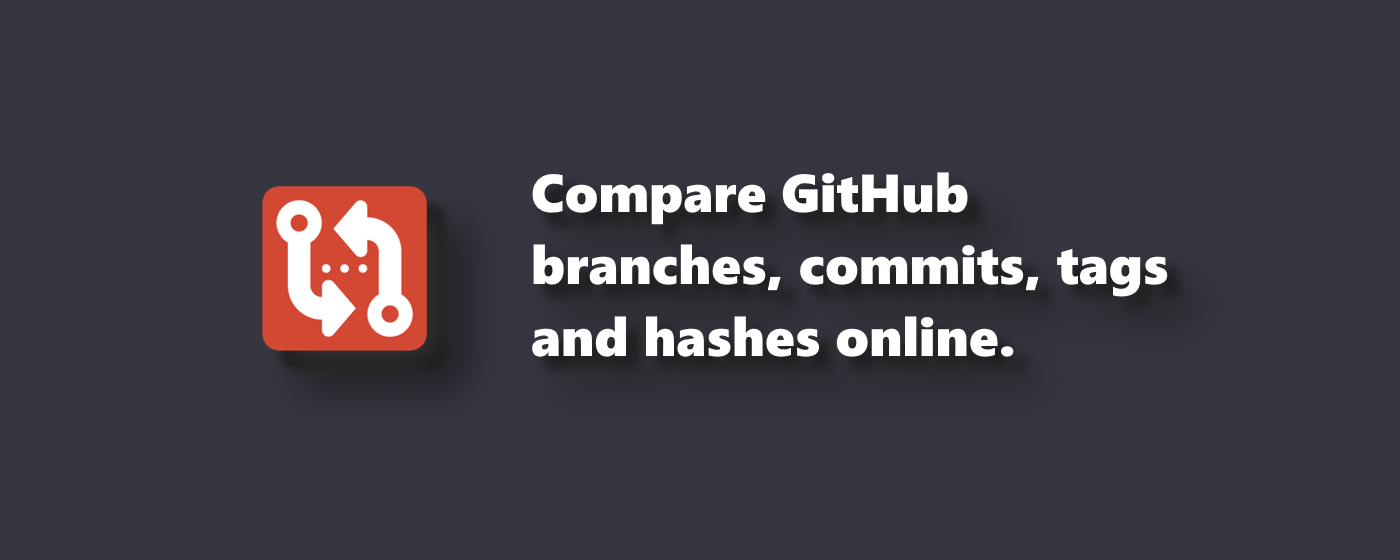 Compare GitHub
branches, commits, tags
and hashes online.